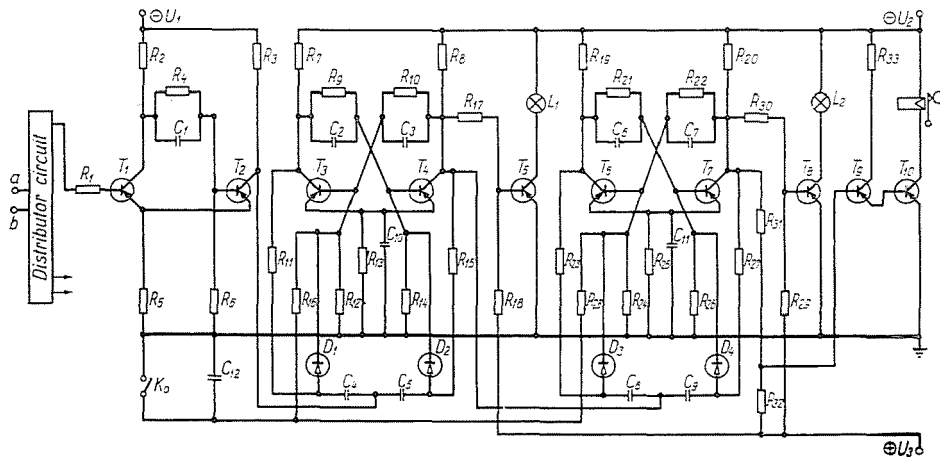 ⊖U1
⊖U2
R2
R3
R7
R8
R19
R20
R33
R4
R9
R10
R21
R22
R17
L1
R30
L2
C1
C2
C3
C6
C7
Distributor circuit
a
b
R1
T1
T2
T3
T4
T5
T6
T7
T8
T9
T10
C10
C11
R31
R5
R6
R11
R16
R12
R13
R14
R15
R18
R23
R24
R25
R26
R27
R29
D1
D2
D3
D4
K0
C12
C4
C5
C8
C9
R32
⊕U3